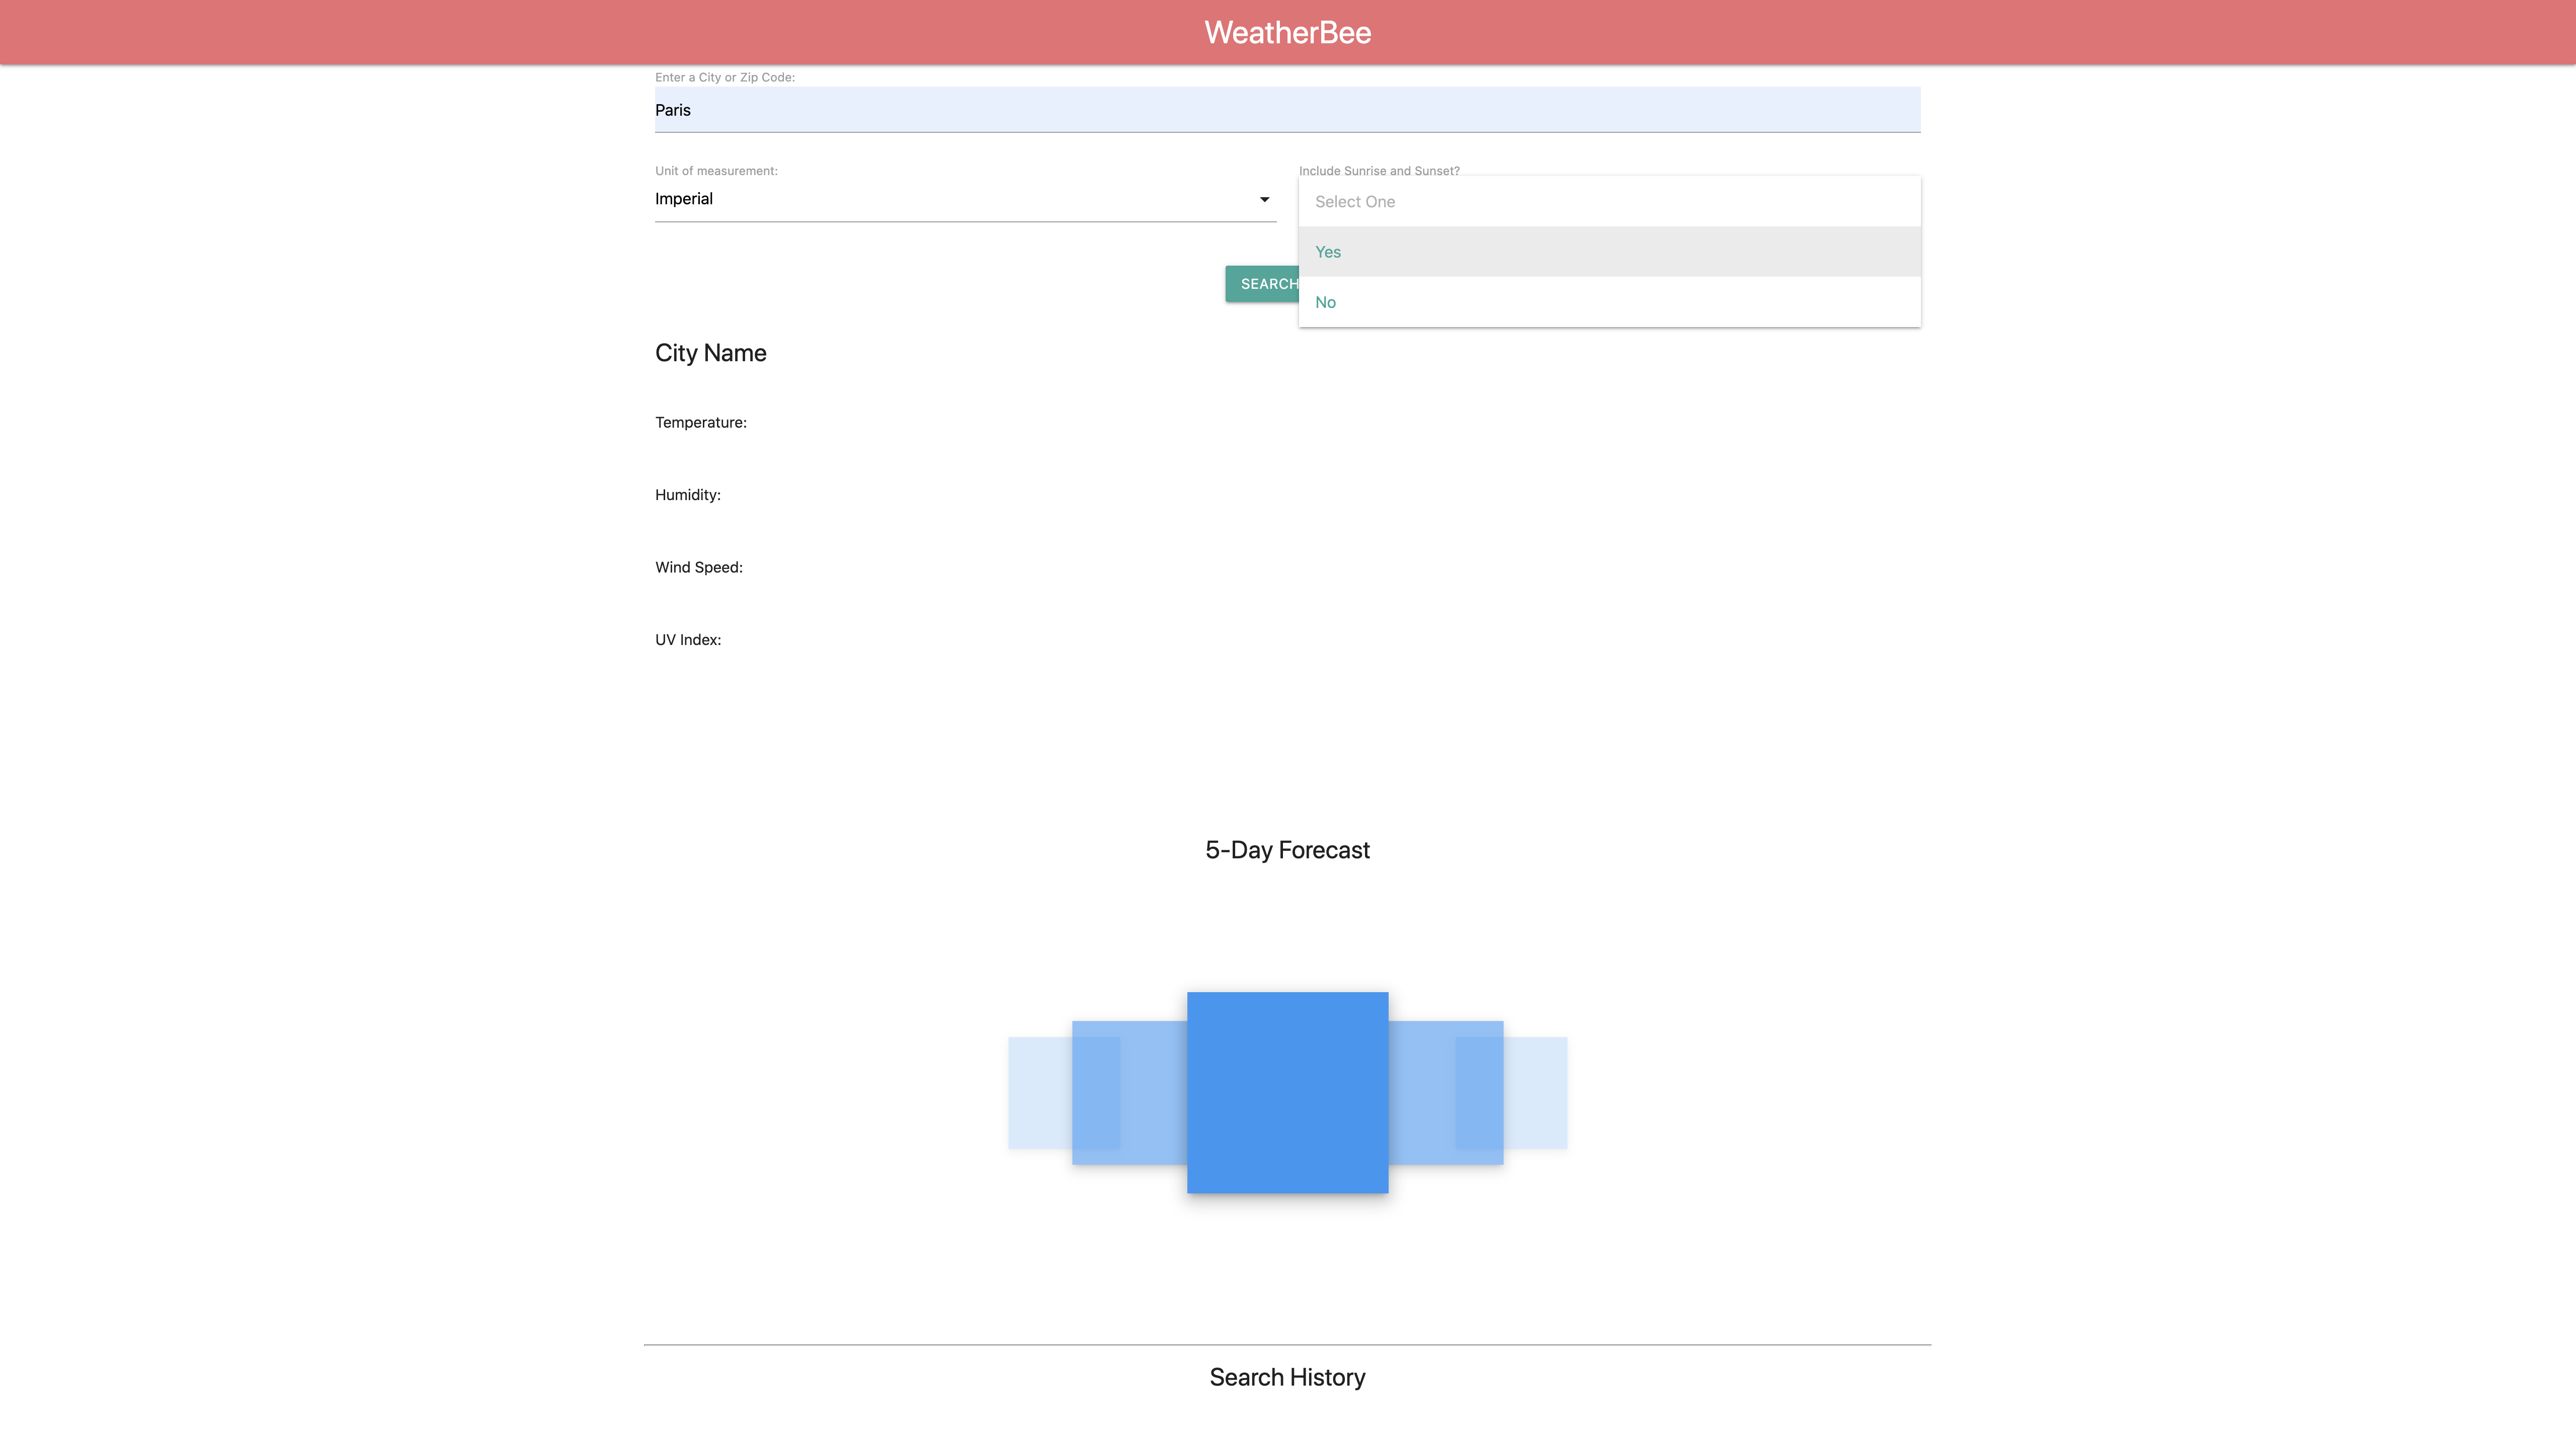 WeatherBee
Enter a City or Zip Code:
Paris
Unit of measurement:
Imperial
Include Sunrise and Sunset?
Select One
Yes
No
SEARCH
City Name
Temperature:
Humidity:
Wind Speed:
UV Index:
5-Day Forecast
Search History